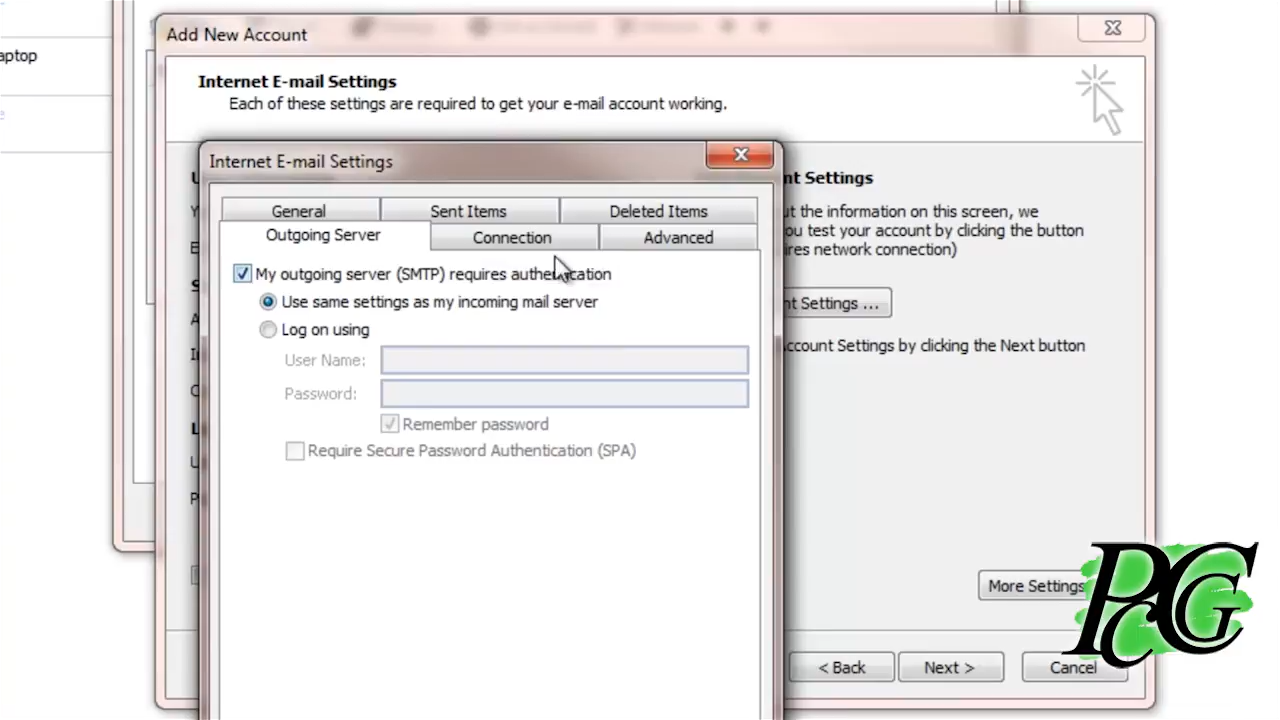 aptop
Add New Account
Internet E-mail Settings
Each of these settings are required to get your e-mail account working.
Internet E-mail Settings
General
Sent Items
Deleted Items
Outgoing Server
Connection
Advanced
My outgoing server (SMTP) requires authentication
Use same settings as my incoming mail server
Log on using
User Name:
Password:
Remember password
Require Secure Password Authentication (SPA)
nt Settings
ut the information on this screen, we
you test your account by clicking the button
ires network connection)
nt Settings ...
ccount Settings by clicking the Next button
More Settings
< Back
Next >
Cancel
PCG